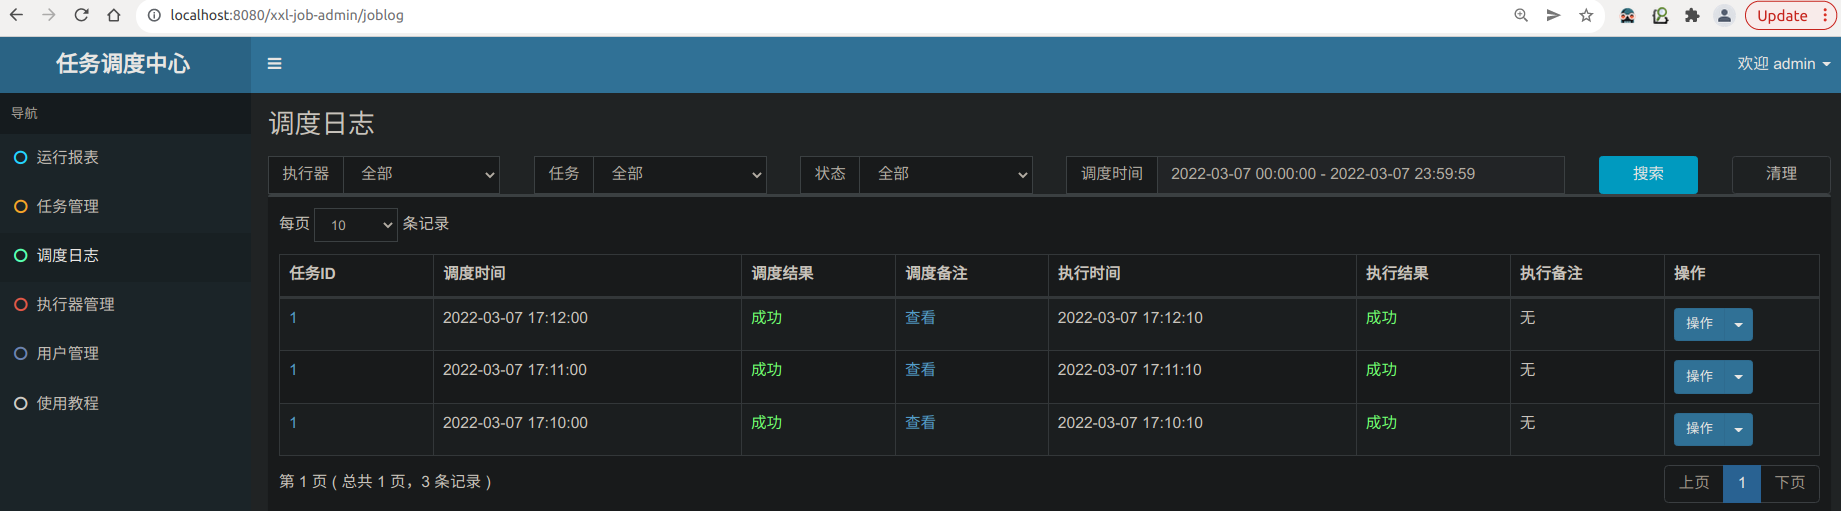 localhost:8080/xxl-job-admin/joblog
Update
任务调度中心
欢迎 admin
导航
运行报表
任务管理
调度日志
执行器管理
用户管理
使用教程
调度日志
执行器 全部 任务 全部 状态 全部 调度时间 2022-03-07 00:00:00 - 2022-03-07 23:59:59 搜索 清理
每页 10 条记录
任务ID 调度时间 调度结果 调度备注 执行时间 执行结果 执行备注 操作
1 2022-03-07 17:12:00 成功 查看 2022-03-07 17:12:10 成功 无 操作
1 2022-03-07 17:11:00 成功 查看 2022-03-07 17:11:10 成功 无 操作
1 2022-03-07 17:10:00 成功 查看 2022-03-07 17:10:10 成功 无 操作
第 1 页 ( 总共 1 页，3 条记录 ) 上页 1 下页